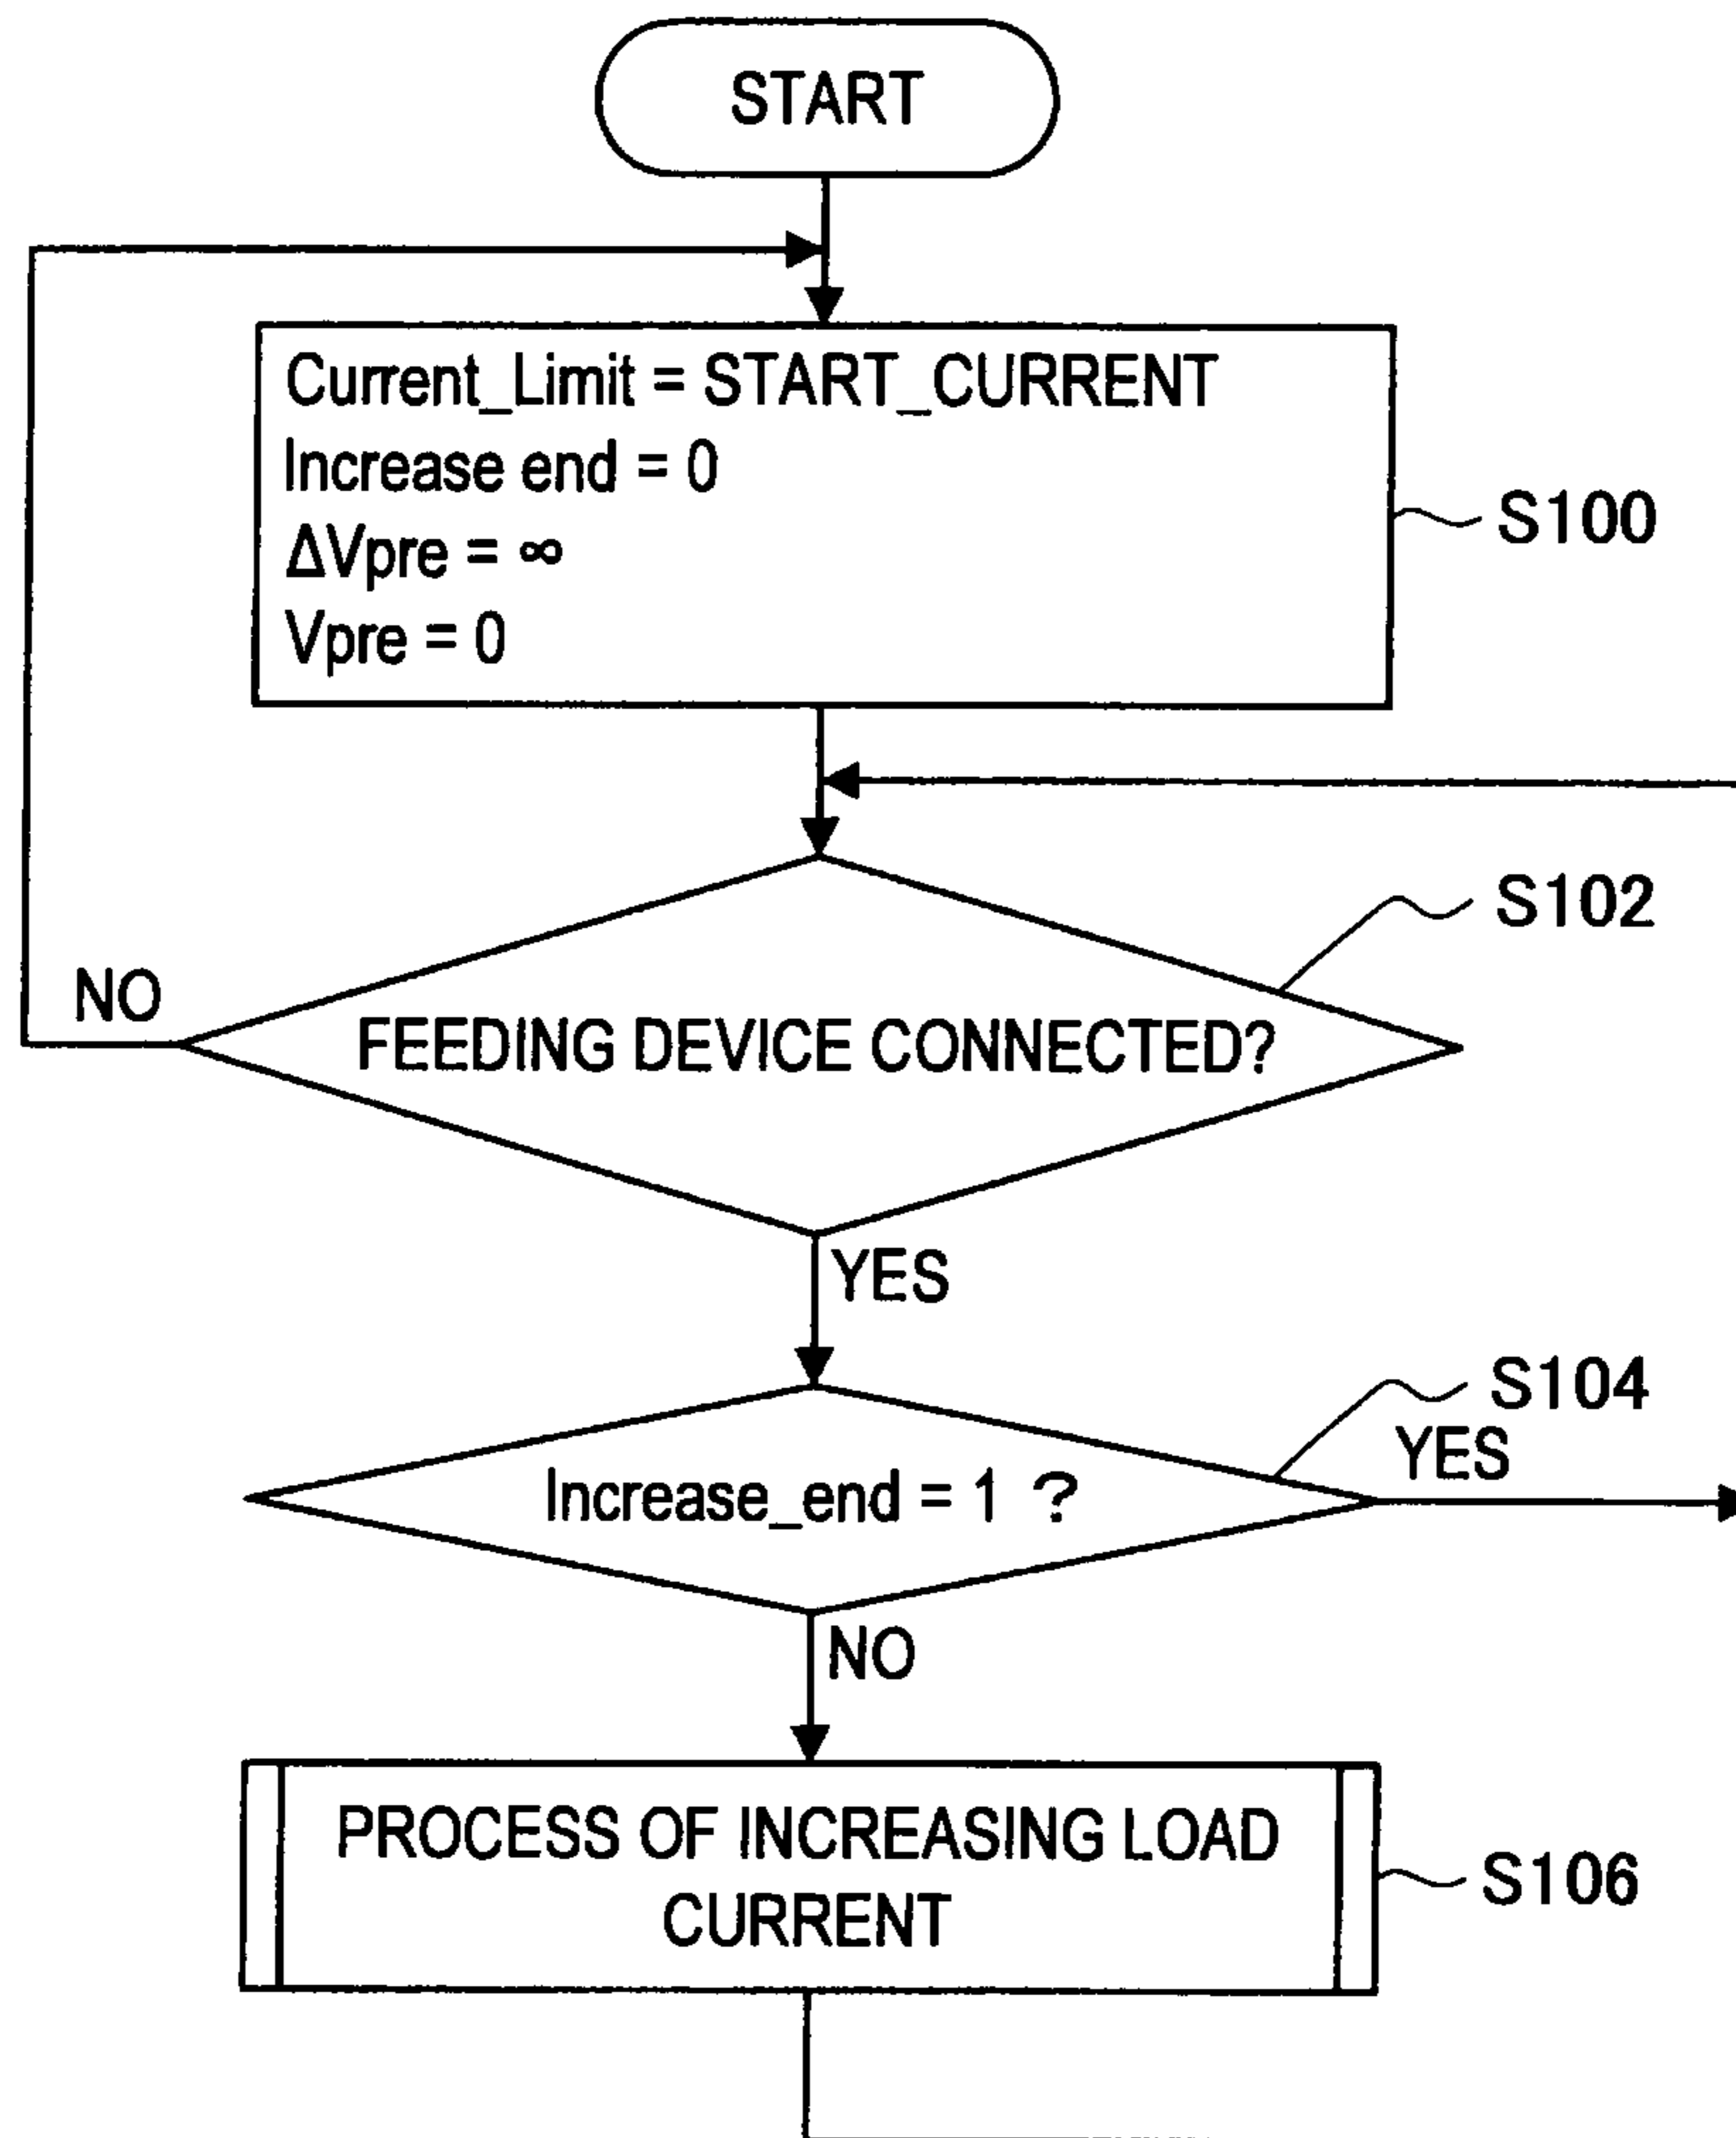 START
Current_Limit = START_CURRENT
Increase end = 0
ΔVpre = ∞
Vpre = 0
S100
S102
NO
FEEDING DEVICE CONNECTED?
YES
S104
YES
Increase_end = 1 ?
NO
PROCESS OF INCREASING LOAD
CURRENT
S106